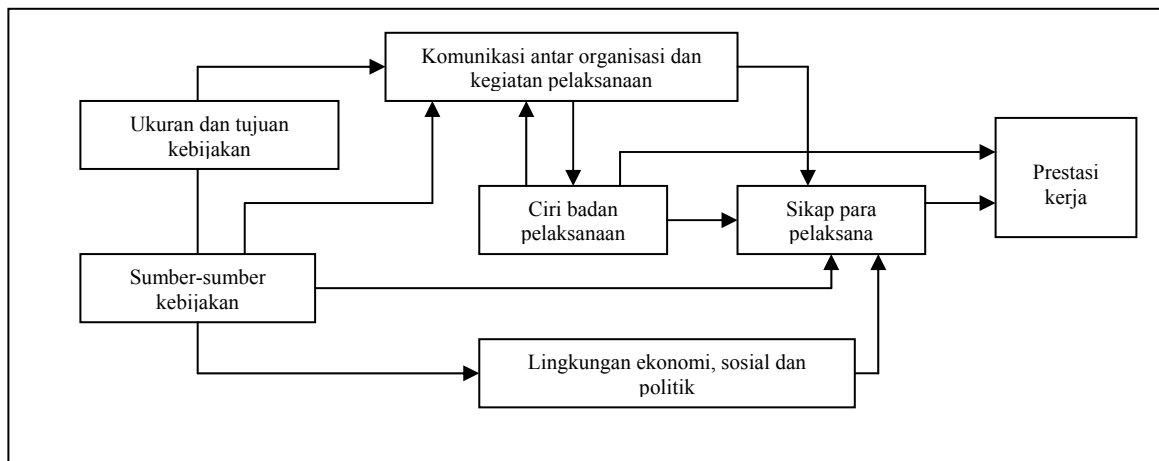 Komunikasi antar organisasi dan
kegiatan pelaksanaan
Ukuran dan tujuan
kebijakan
Prestasi
kerja
Ciri badan
pelaksanaan
Sikap para
pelaksana
Sumber-sumber
kebijakan
Lingkungan ekonomi, sosial dan
politik